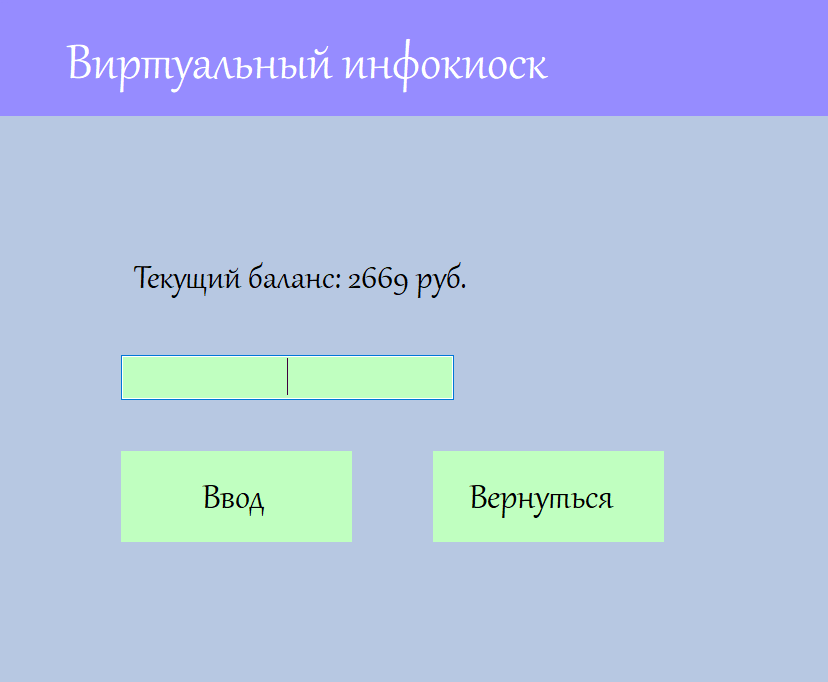 Виртуальный инфокиоск
Текущий баланс: 2669 руб.
Ввод
Вернуться